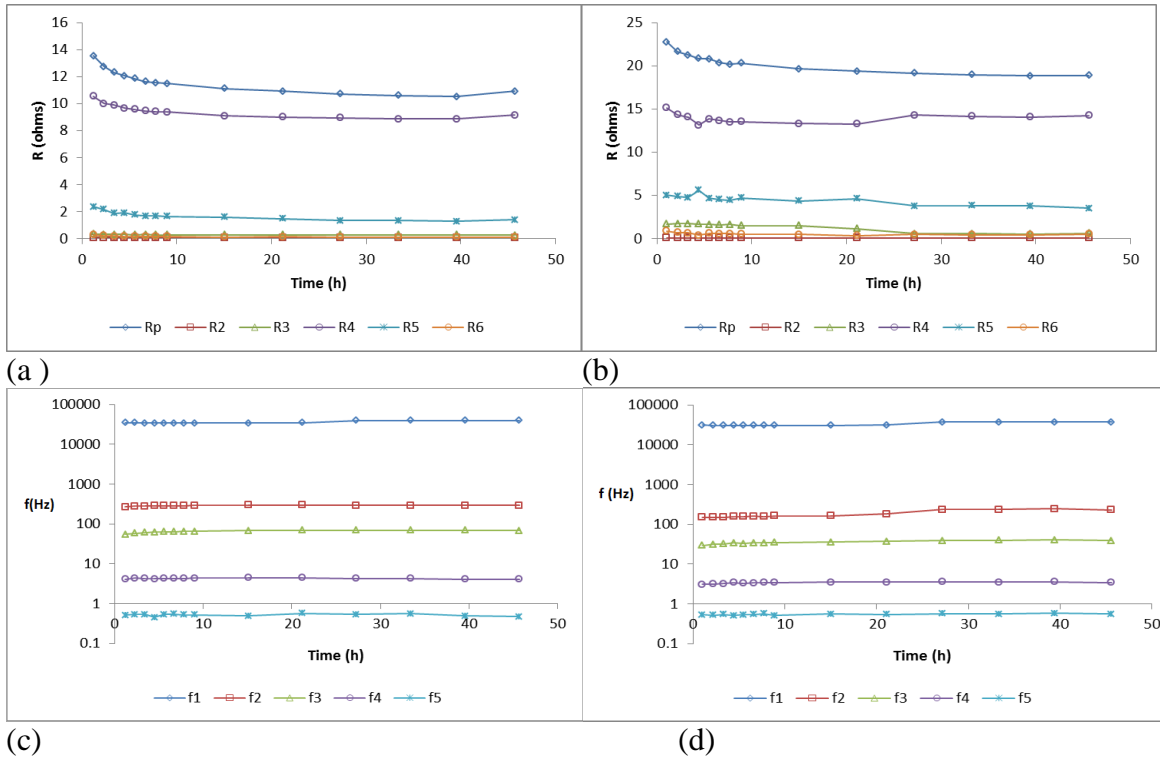 16
14
12
10
8
6
4
2
0
R (ohms)
0 10 20 30 40 50
Time (h)
Rp R2 R3 R4 R5 R6
25
20
15
10
5
0
R (ohms)
0 10 20 30 40 50
Time (h)
Rp R2 R3 R4 R5 R6
(a ) (b)
100000
10000
1000
100
10
1
0.1
f(Hz)
0 10 20 30 40 50
Time (h)
f1 f2 f3 f4 f5
100000
10000
1000
100
10
1
0.1
f (Hz)
0 10 20 30 40 50
Time (h)
f1 f2 f3 f4 f5
(c) (d)